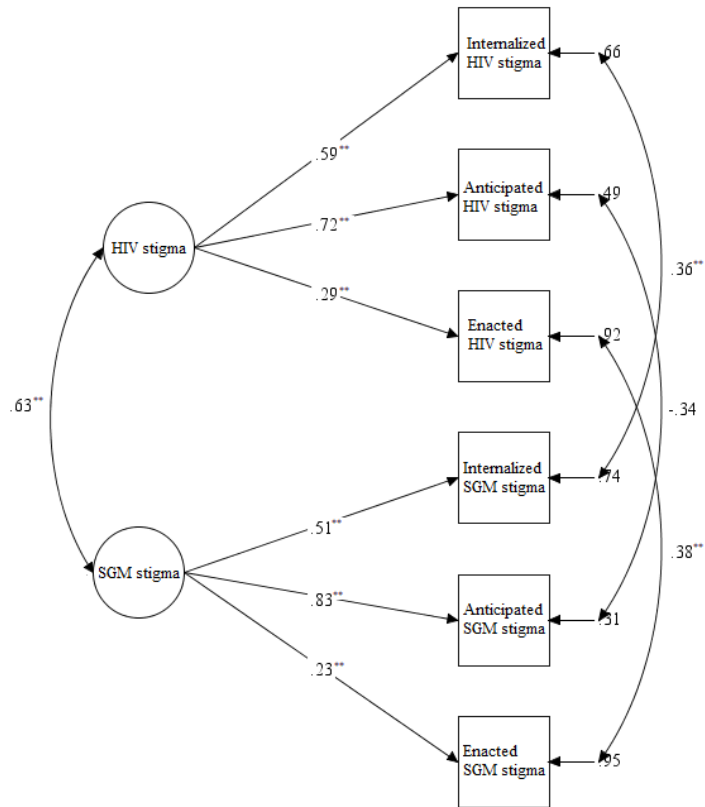 Internalized
HIV stigma
.66
.59**
Anticipated
HIV stigma
.49
.72**
HIV stigma
.36**
.29**
Enacted
HIV stigma
.92
.63**
-.34
Internalized
SGM stigma
.74
.51**
.38**
SGM stigma
.83**
Anticipated
SGM stigma
.31
.23**
Enacted
SGM stigma
.95